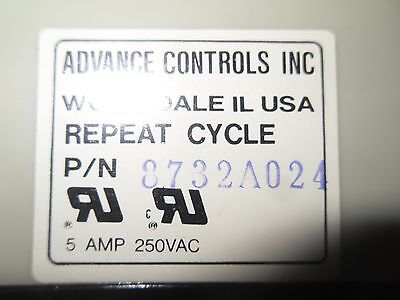 ADVANCE CONTROLS INC
IL USA
REPEAT CYCLE
P/N 8732A024
C ®  ®
5 AMP 250VAC